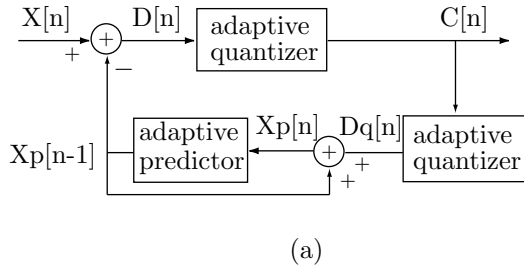 X[n]
D[n]
C[n]
+
+
−
adaptive
quantizer
Xp[n-1]
adaptive
predictor
Xp[n]
Dq[n]
+
+
+
adaptive
quantizer
(a)